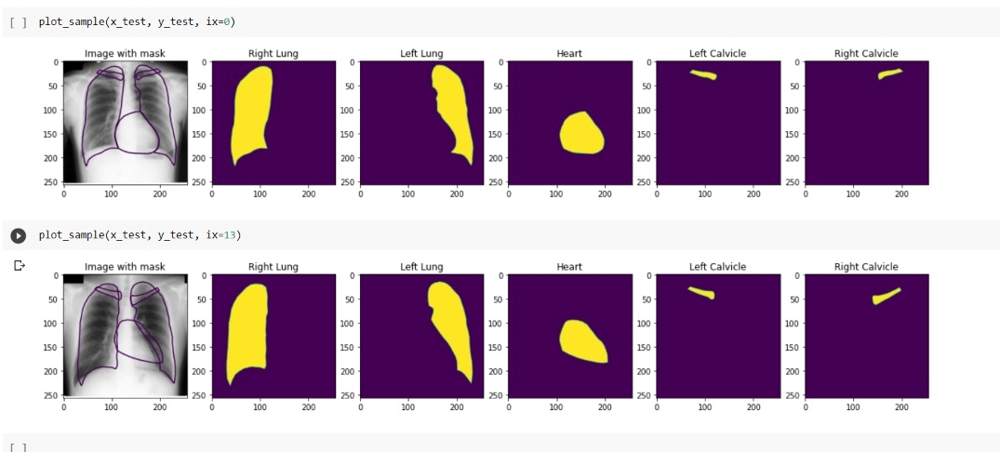 [ ] plot_sample(x_test, y_test, ix=0)
Image with mask Right Lung Left Lung Heart Left Calvicle Right Calvicle
0 0 0 0 0 0
50 50 50 50 50 50
100 100 100 100 100 100
150 150 150 150 150 150
200 200 200 200 200 200
250 250 250 250 250 250
0 100 200 0 100 200 0 100 200 0 100 200 0 100 200 0 100 200
plot_sample(x_test, y_test, ix=13)
Image with mask Right Lung Left Lung Heart Left Calvicle Right Calvicle
0 0 0 0 0 0
50 50 50 50 50 50
100 100 100 100 100 100
150 150 150 150 150 150
200 200 200 200 200 200
250 250 250 250 250 250
0 100 200 0 100 200 0 100 200 0 100 200 0 100 200 0 100 200
[ ]